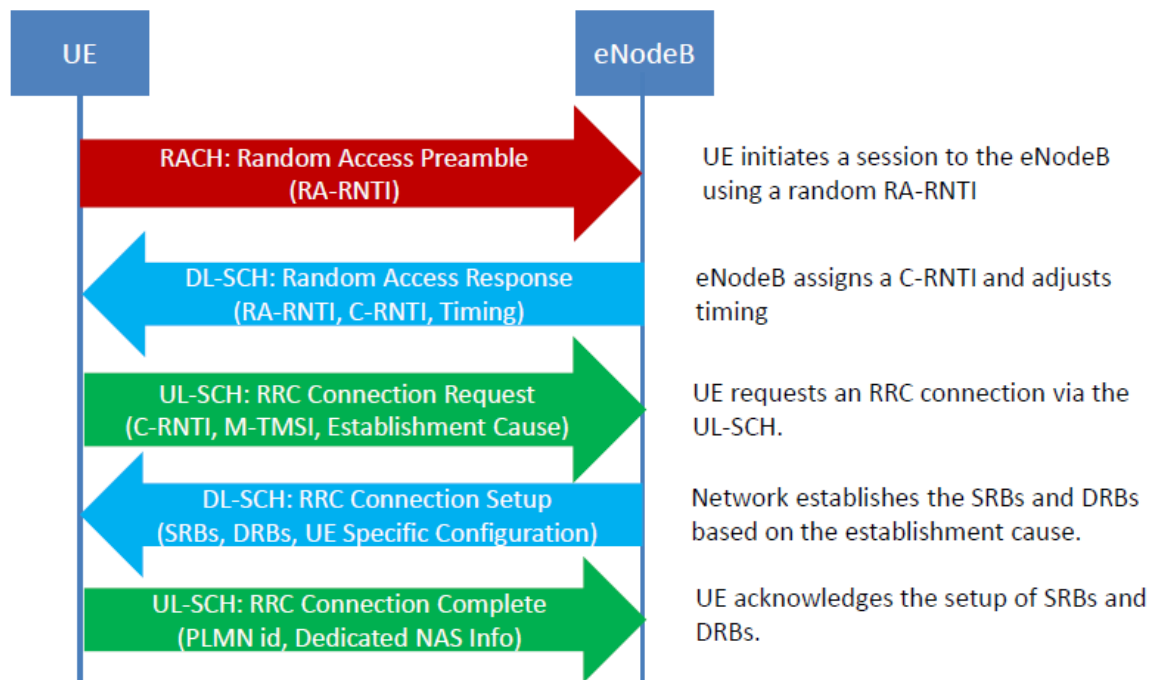 UE
eNodeB
RACH: Random Access Preamble
(RA-RNTI)
UE initiates a session to the eNodeB
using a random RA-RNTI
DL-SCH: Random Access Response
(RA-RNTI, C-RNTI, Timing)
eNodeB assigns a C-RNTI and adjusts
timing
UL-SCH: RRC Connection Request
(C-RNTI, M-TMSI, Establishment Cause)
UE requests an RRC connection via the
UL-SCH.
DL-SCH: RRC Connection Setup
(SRBs, DRBs, UE Specific Configuration)
Network establishes the SRBs and DRBs
based on the establishment cause.
UL-SCH: RRC Connection Complete
(PLMN id, Dedicated NAS Info)
UE acknowledges the setup of SRBs and
DRBs.